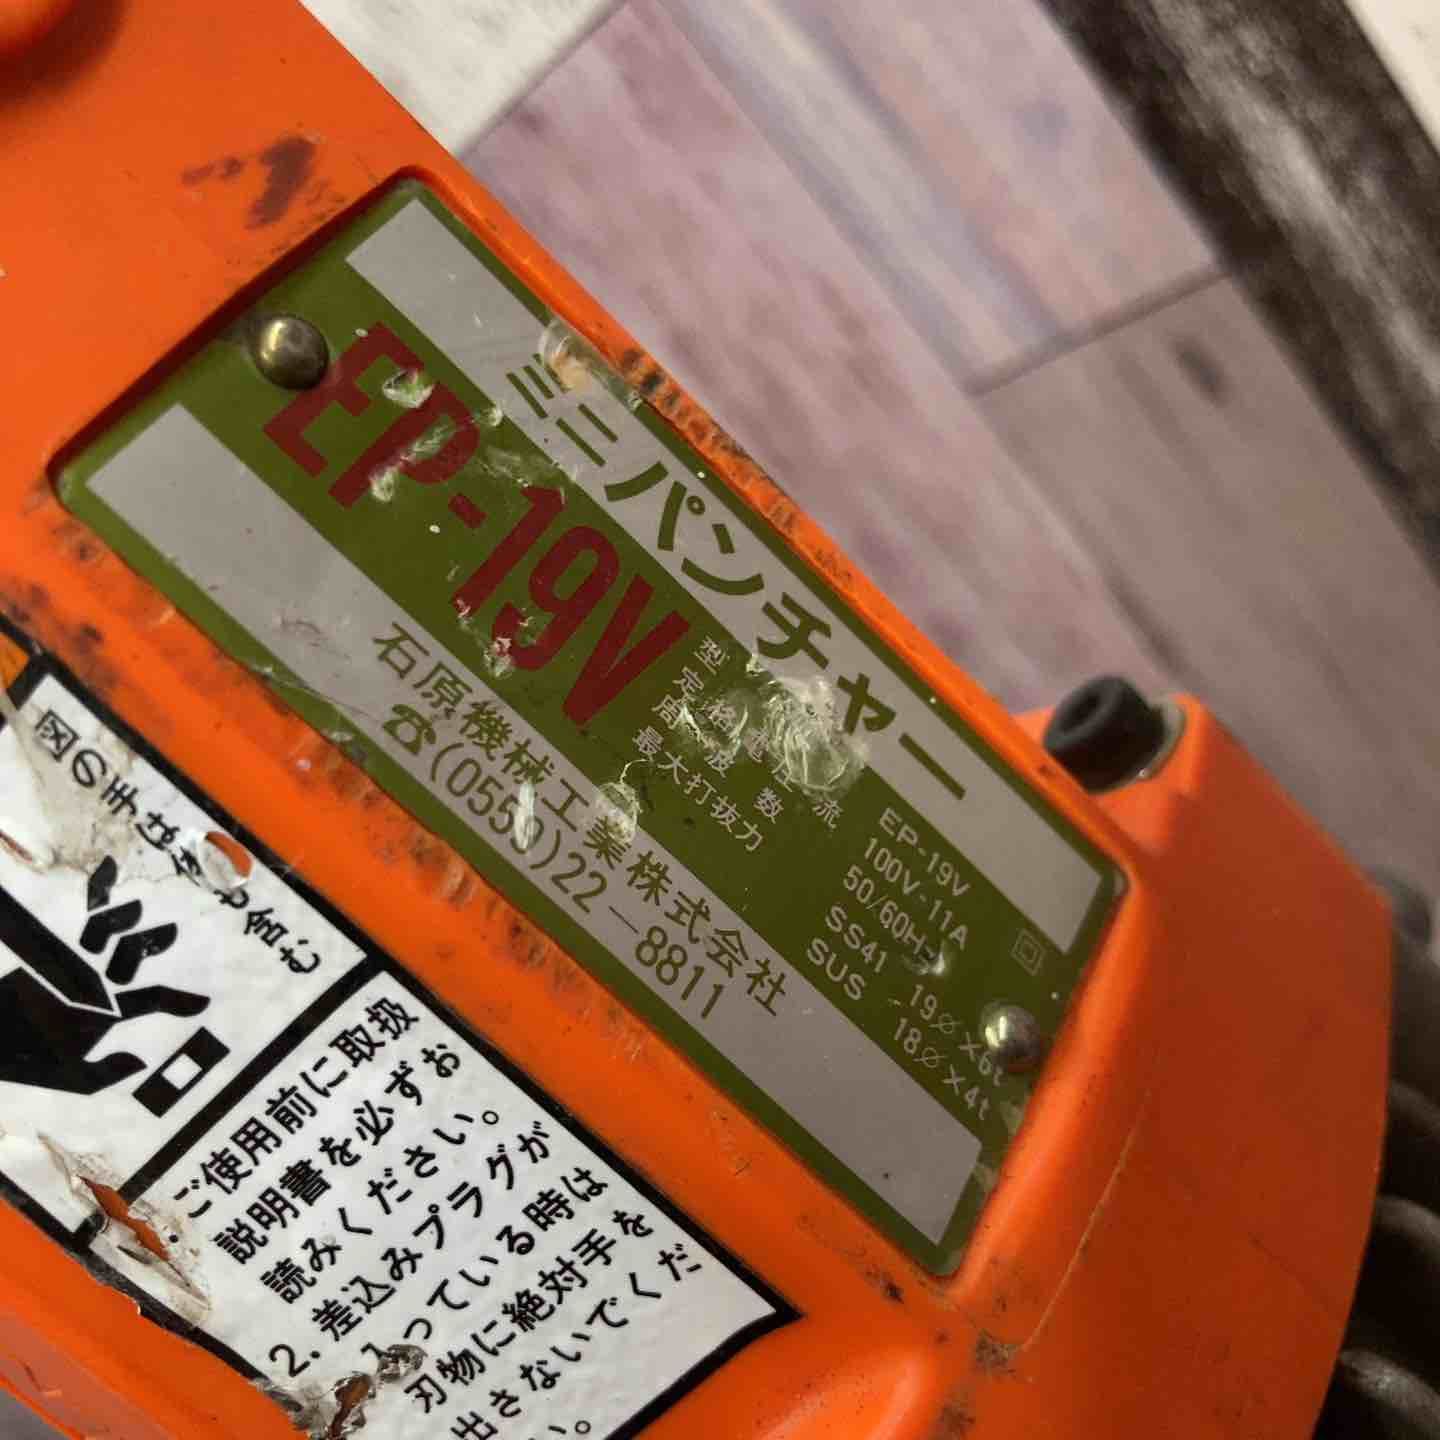 ミニパンチャー
EP-19V
型 EP-19V
定格電圧 流 100V-11A
周波数 50/60Hz
最大打抜力 SS41 19∅×6t
SUS 18∅×4t
石原機械工業株式会社
☎(0559)22-8811
図の手は
含む
ご使用前に取扱
説明書を必ずお
読みください。
2. 差込みプラグが
入っている時は
刃物に絶対手を
出さないでくだ
い。